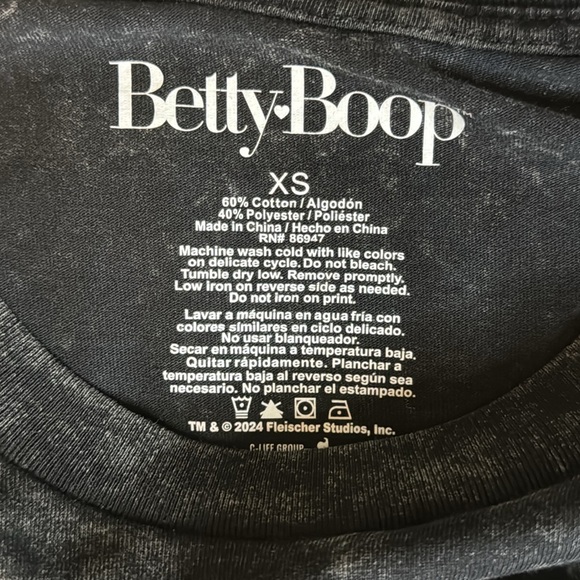 Betty Boop
XS
60% Cotton / Algodón
40% Polyester / Poliéster
Made in China / Hecho en China
RN# 86947
Machine wash cold with like colors
on delicate cycle. Do not bleach.
Tumble dry low. Remove promptly.
Low iron on reverse side as needed.
Do not iron on print.
Lavar a máquina en agua fría con
colores similares en ciclo delicado.
No usar blanqueador.
Secar en máquina a temperatura baja.
Quitar rápidamente. Planchar a
temperatura baja al reverso según sea
necesario. No planchar el estampado.
TM & © 2024 Fleischer Studios, Inc.
C-LIFE GROUP